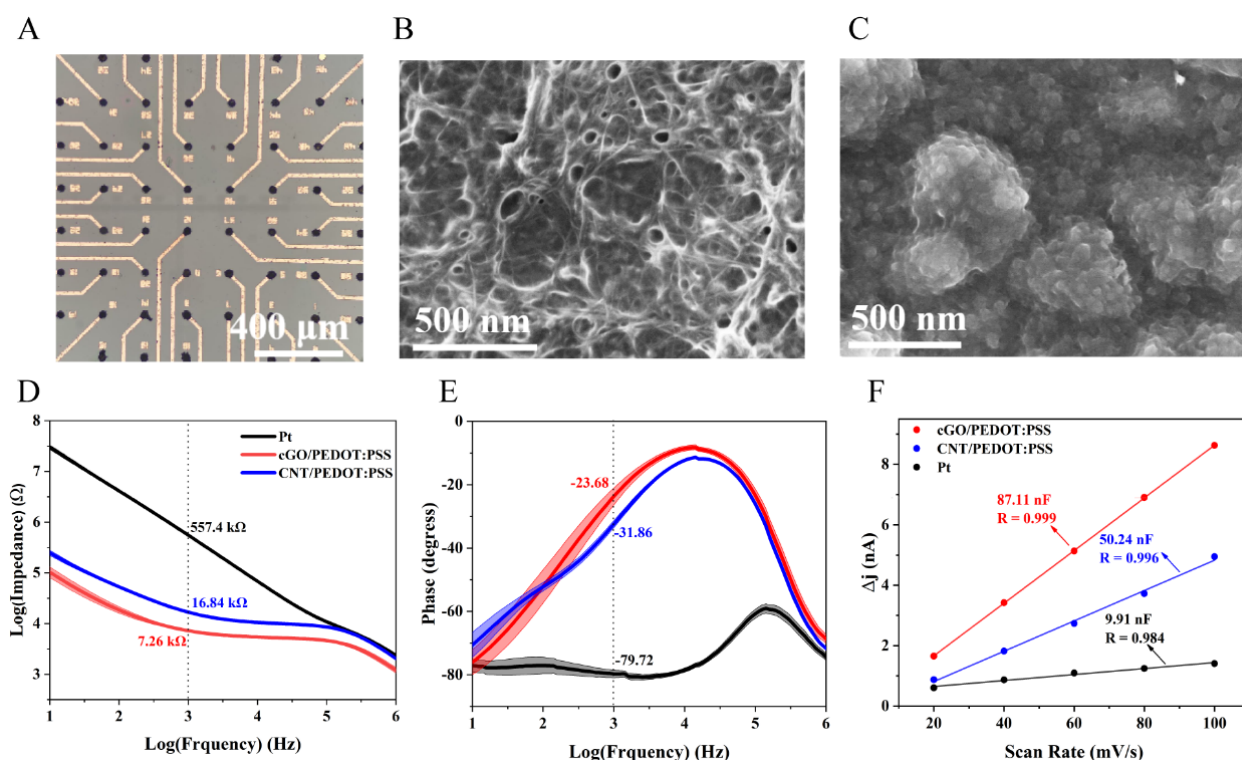 A
400 μm
B
500 nm
C
500 nm
D
Log(Impedance) (Ω)
8
7
6
5
4
3
Pt
cGO/PEDOT:PSS
CNT/PEDOT:PSS
557.4 kΩ
16.84 kΩ
7.26 kΩ
1
2
3
4
5
6
Log(Frquency) (Hz)
E
Phase (degree)
0
-20
-40
-60
-80
-23.68
-31.86
-79.72
1
2
3
4
5
6
Log(Frquency) (Hz)
F
Δj (nA)
8
6
4
2
0
cGO/PEDOT:PSS
CNT/PEDOT:PSS
Pt
87.11 nF
R = 0.999
50.24 nF
R = 0.996
9.91 nF
R = 0.984
20
40
60
80
100
Scan Rate (mV/s)